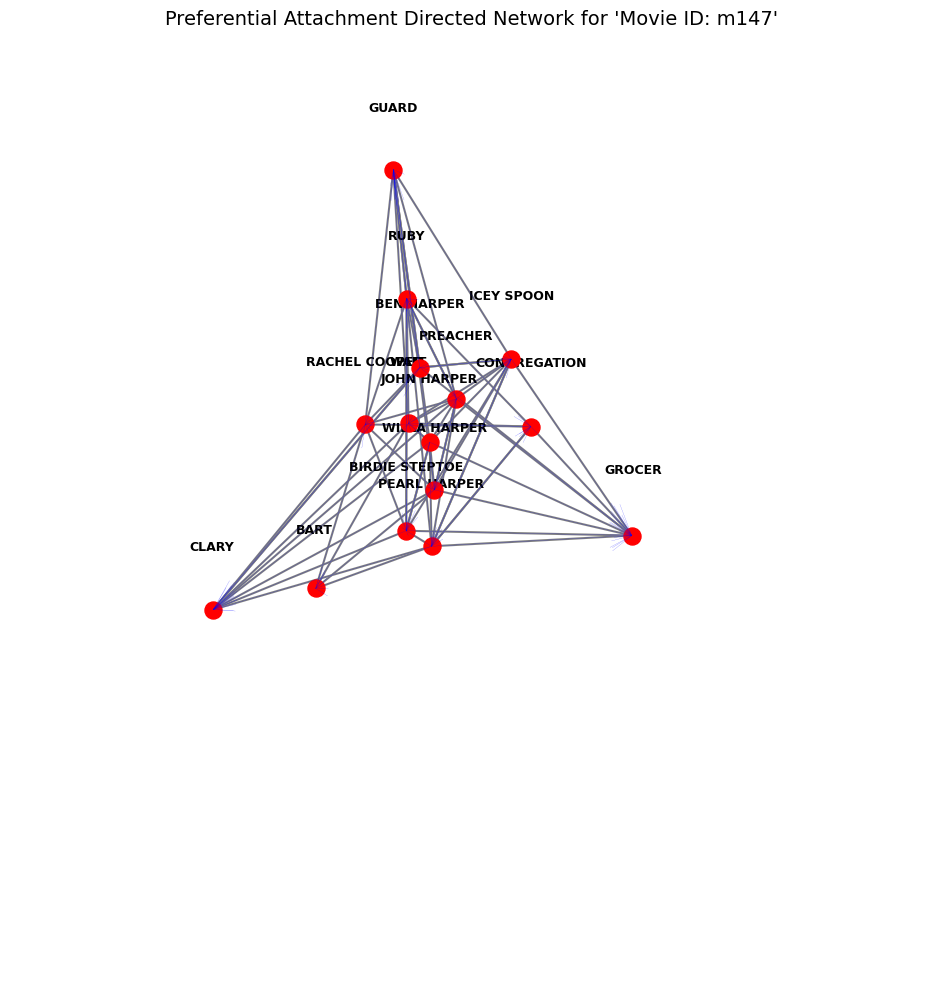 Preferential Attachment Directed Network for 'Movie ID: m147'
GUARD
RUBY
ICEY SPOON
BEN HARPER
PREACHER
RACHEL COOPER
WALT
CONGREGATION
JOHN HARPER
WILLA HARPER
BIRDIE STEPTOE
GROCER
PEARL HARPER
BART
CLARY